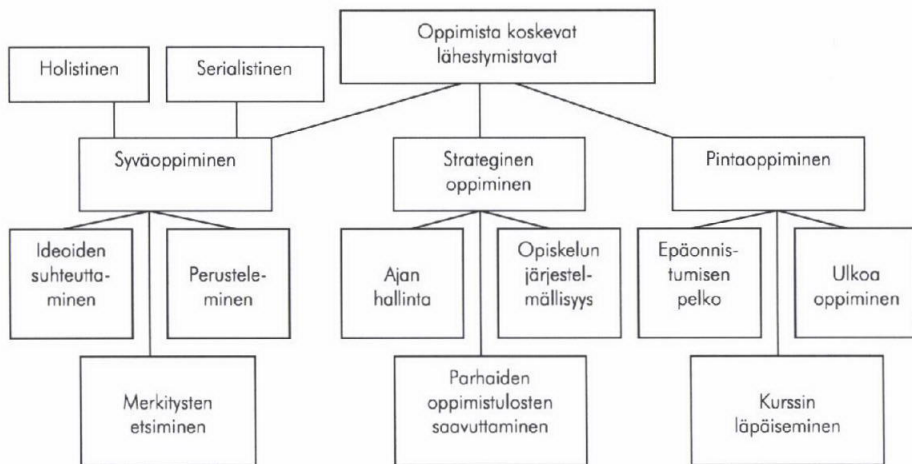 Oppimista koskevat
lähestymistavat
Holistinen
Serialistinen
Syväoppiminen
Strateginen
oppiminen
Pintaoppiminen
Ideoiden
suhteutta-
minen
Perustele-
minen
Ajan
hallinta
Opiskelun
järjestel-
mällisyys
Epäonnis-
tumisen
pelko
Ulkoa
oppiminen
Merkitysten
etsiminen
Parhaiden
oppimistulosten
saavuttaminen
Kurssin
läpäiseminen